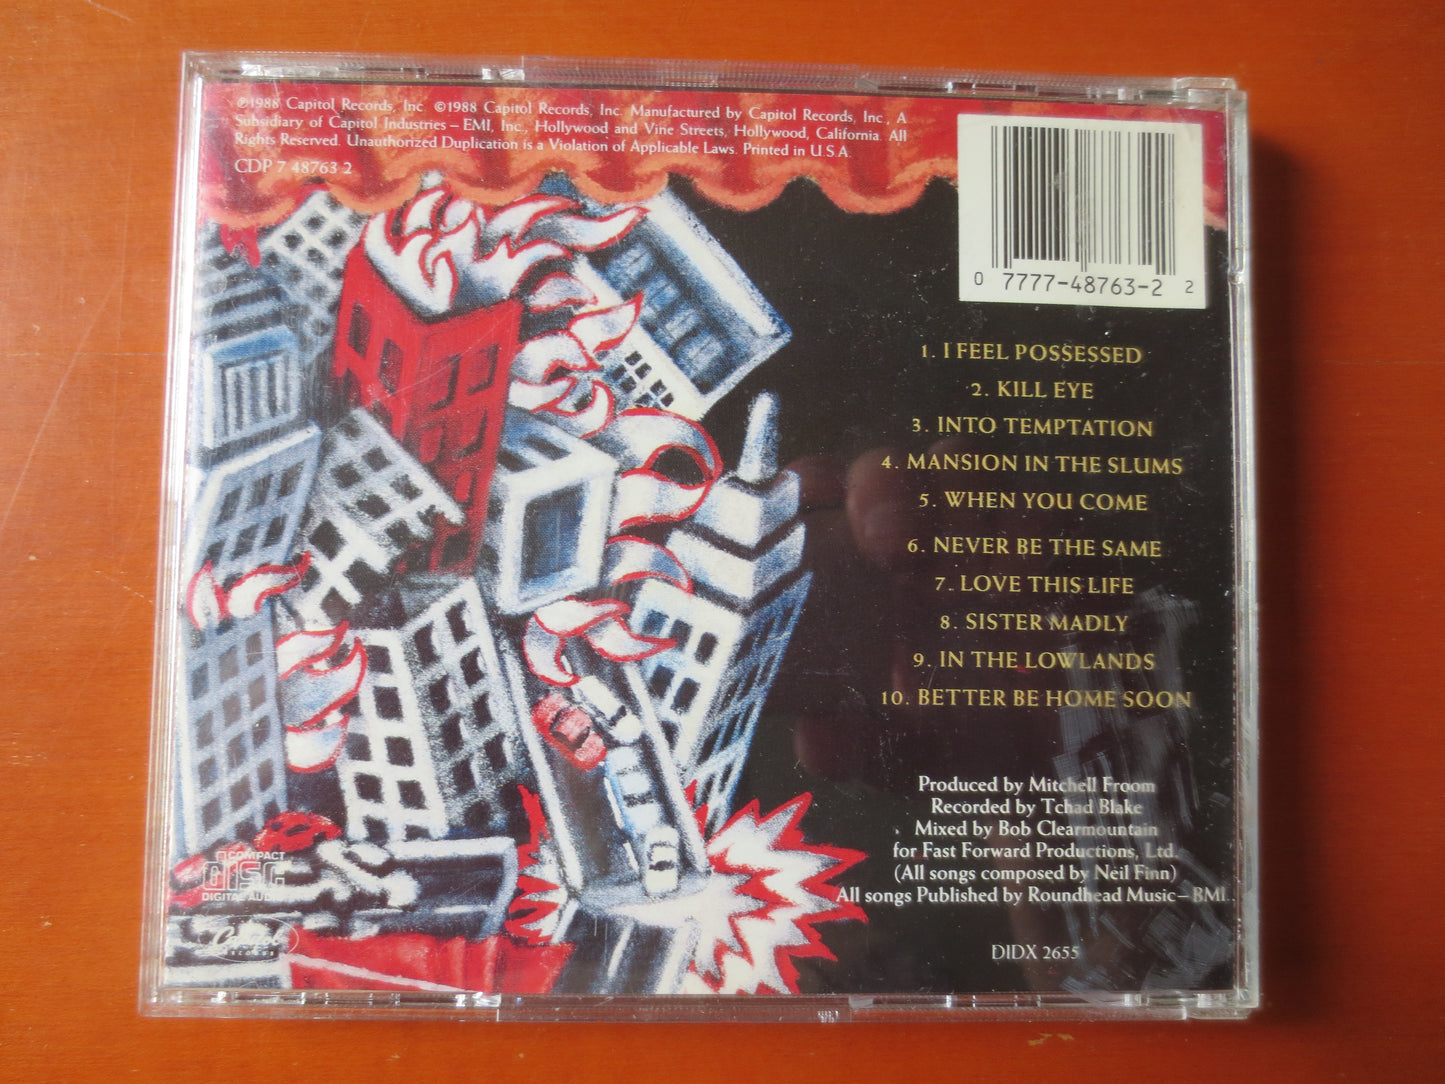 ℗1988 Capitol Records, Inc. ©1988 Capitol Records, Inc. Manufactured by Capitol Records, Inc., A
Subsidiary of Capitol Industries – EMI, Inc., Hollywood and Vine Streets, Hollywood, California. All
Rights Reserved. Unauthorized Duplication is a Violation of Applicable Laws. Printed in U.S.A.
CDP 7 48763 2
0 7777-48763-2 2
1. I FEEL POSSESSED
2. KILL EYE
3. INTO TEMPTATION
4. MANSION IN THE SLUMS
5. WHEN YOU COME
6. NEVER BE THE SAME
7. LOVE THIS LIFE
8. SISTER MADLY
9. IN THE LOWLANDS
10. BETTER BE HOME SOON
Produced by Mitchell Froom
Recorded by Tchad Blake
Mixed by Bob Clearmountain
for Fast Forward Productions, Ltd.
(All songs composed by Neil Finn)
All songs Published by Roundhead Music – BMI.
DIDX 2655
COMPACT
disc
DIGITAL AUDIO
Capitol
RECORDS